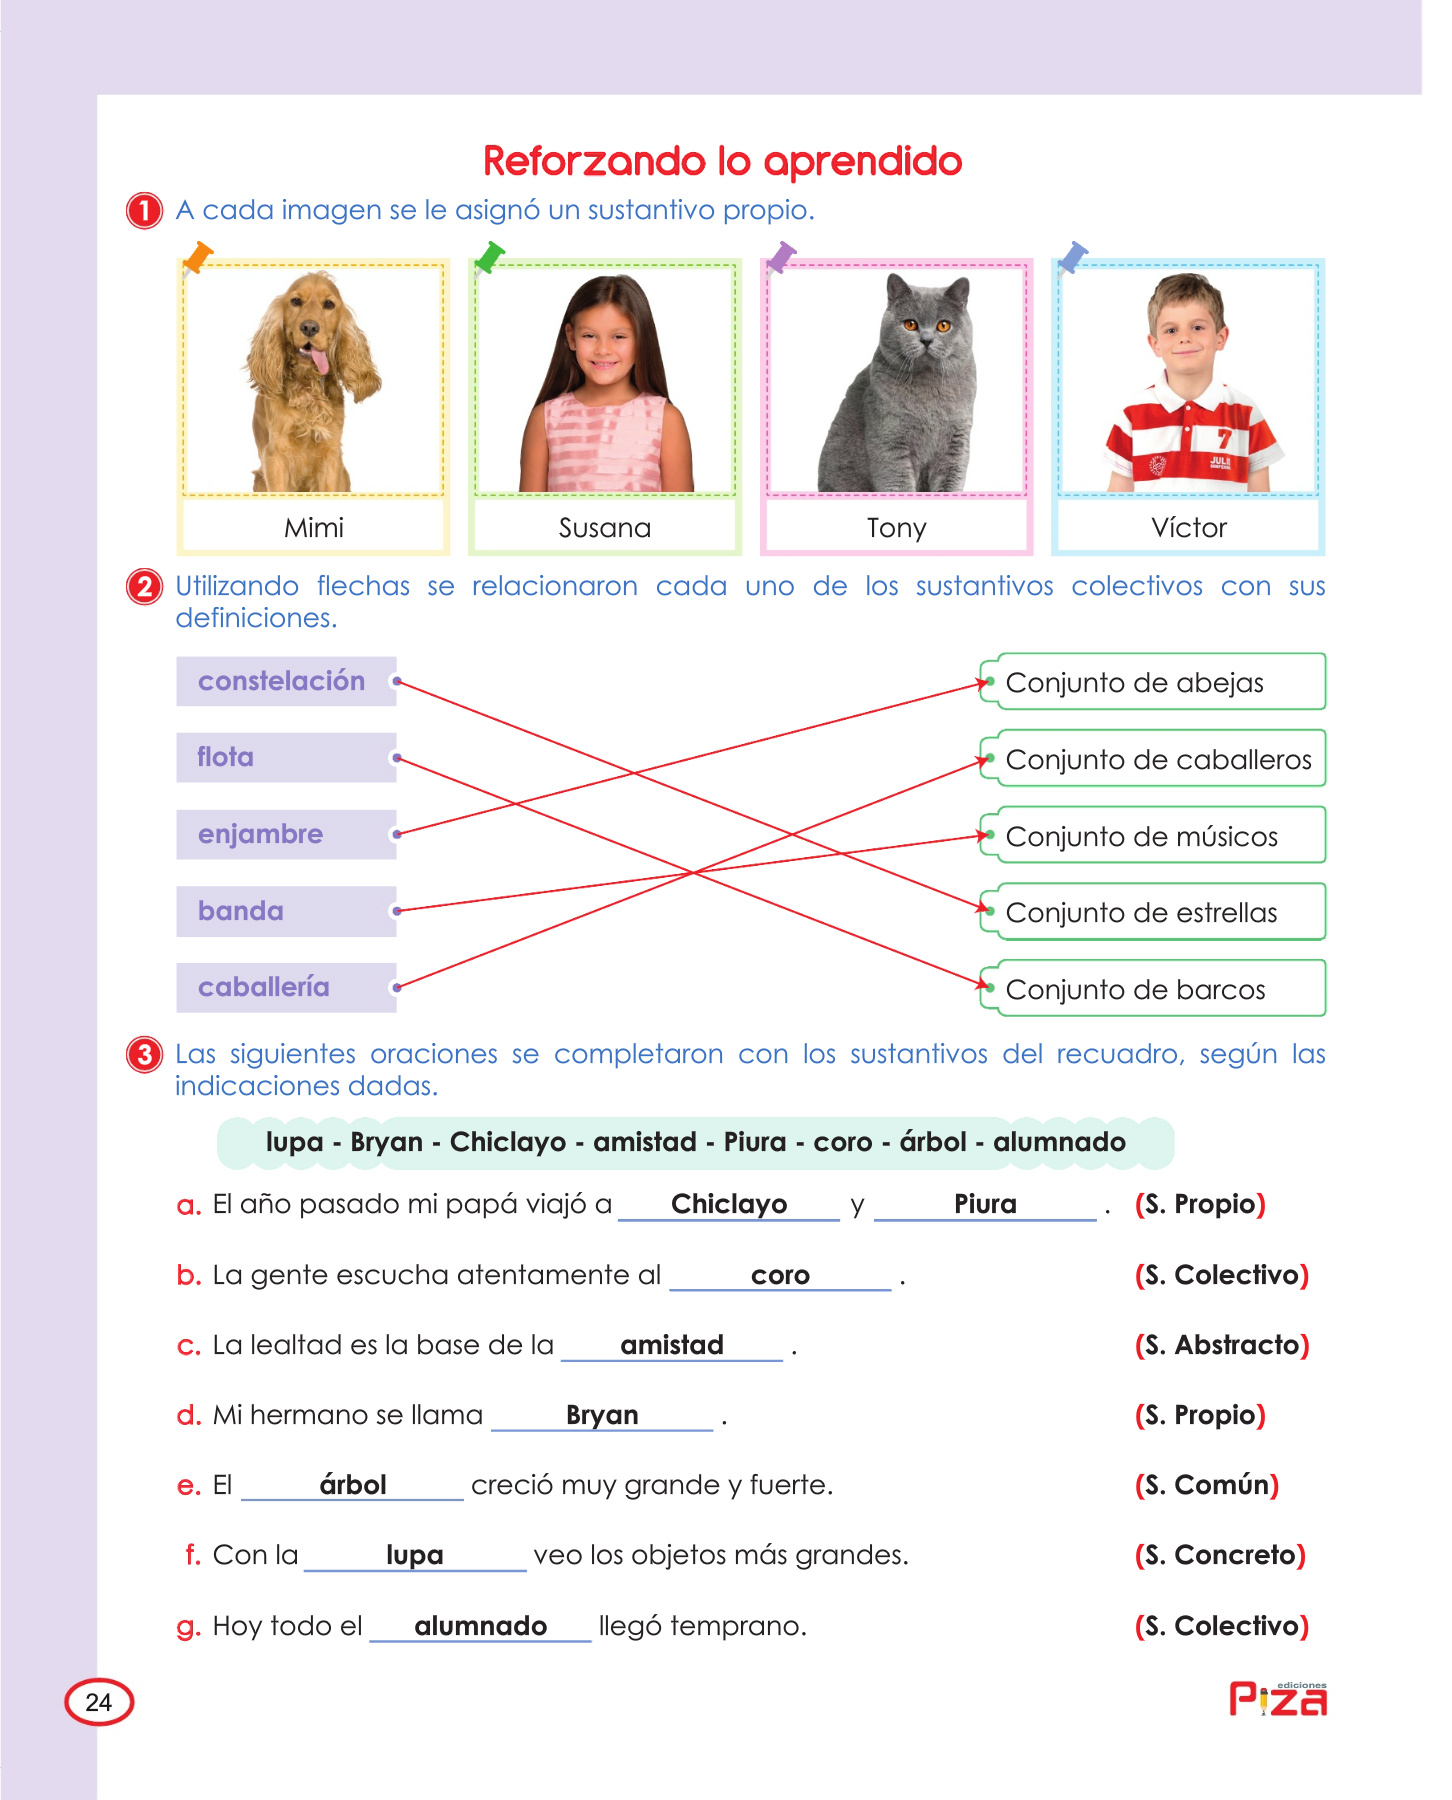 Reforzando lo aprendido
1 A cada imagen se le asignó un sustantivo propio.
7
JULI
Mimi
Susana
Tony
Víctor
2 Utilizando flechas se relacionaron cada uno de los sustantivos colectivos con sus
definiciones.
constelación
Conjunto de abejas
flota
Conjunto de caballeros
enjambre
Conjunto de músicos
banda
Conjunto de estrellas
caballería
Conjunto de barcos
3 Las siguientes oraciones se completaron con los sustantivos del recuadro, según las
indicaciones dadas.
lupa - Bryan - Chiclayo - amistad - Piura - coro - árbol - alumnado
a. El año pasado mi papá viajó a Chiclayo y Piura . (S. Propio)
b. La gente escucha atentamente al coro . (S. Colectivo)
c. La lealtad es la base de la amistad . (S. Abstracto)
d. Mi hermano se llama Bryan . (S. Propio)
e. El árbol creció muy grande y fuerte. (S. Común)
f. Con la lupa veo los objetos más grandes. (S. Concreto)
g. Hoy todo el alumnado llegó temprano. (S. Colectivo)
24
ediciones
Piza